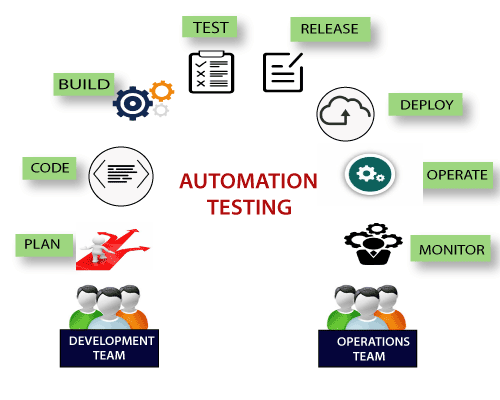 TEST
RELEASE
BUILD
DEPLOY
CODE
OPERATE
AUTOMATION
TESTING
PLAN
MONITOR
DEVELOPMENT
TEAM
OPERATIONS
TEAM